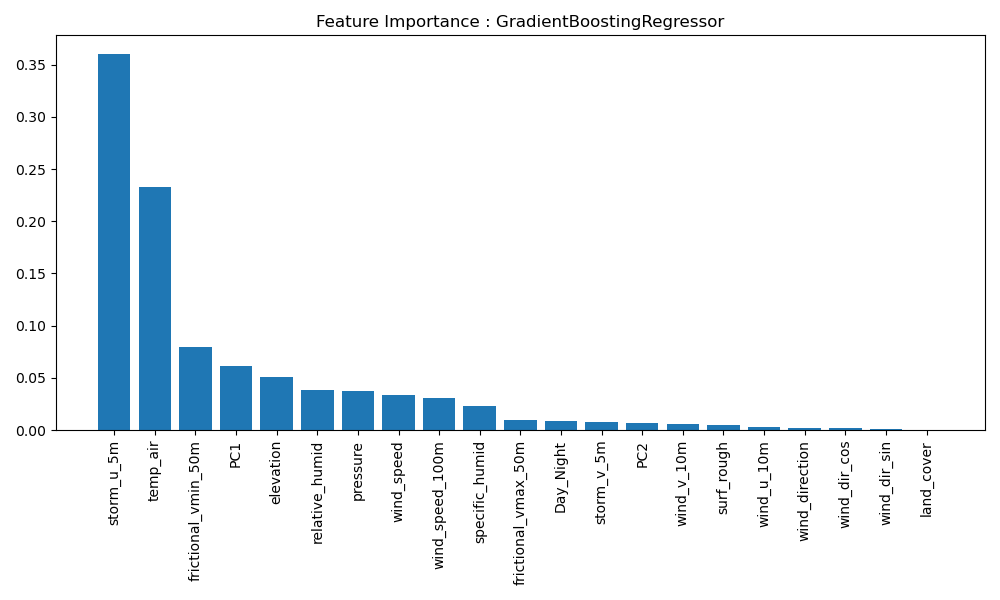 Feature Importance : GradientBoostingRegressor
0.35
0.30
0.25
0.20
0.15
0.10
0.05
0.00
storm_u_5m
temp_air
frictional_vmin_50m
PC1
elevation
relative_humid
pressure
wind_speed
wind_speed_100m
specific_humid
frictional_vmax_50m
Day_Night
storm_v_5m
PC2
wind_v_10m
surf_rough
wind_u_10m
wind_direction
wind_dir_cos
wind_dir_sin
land_cover